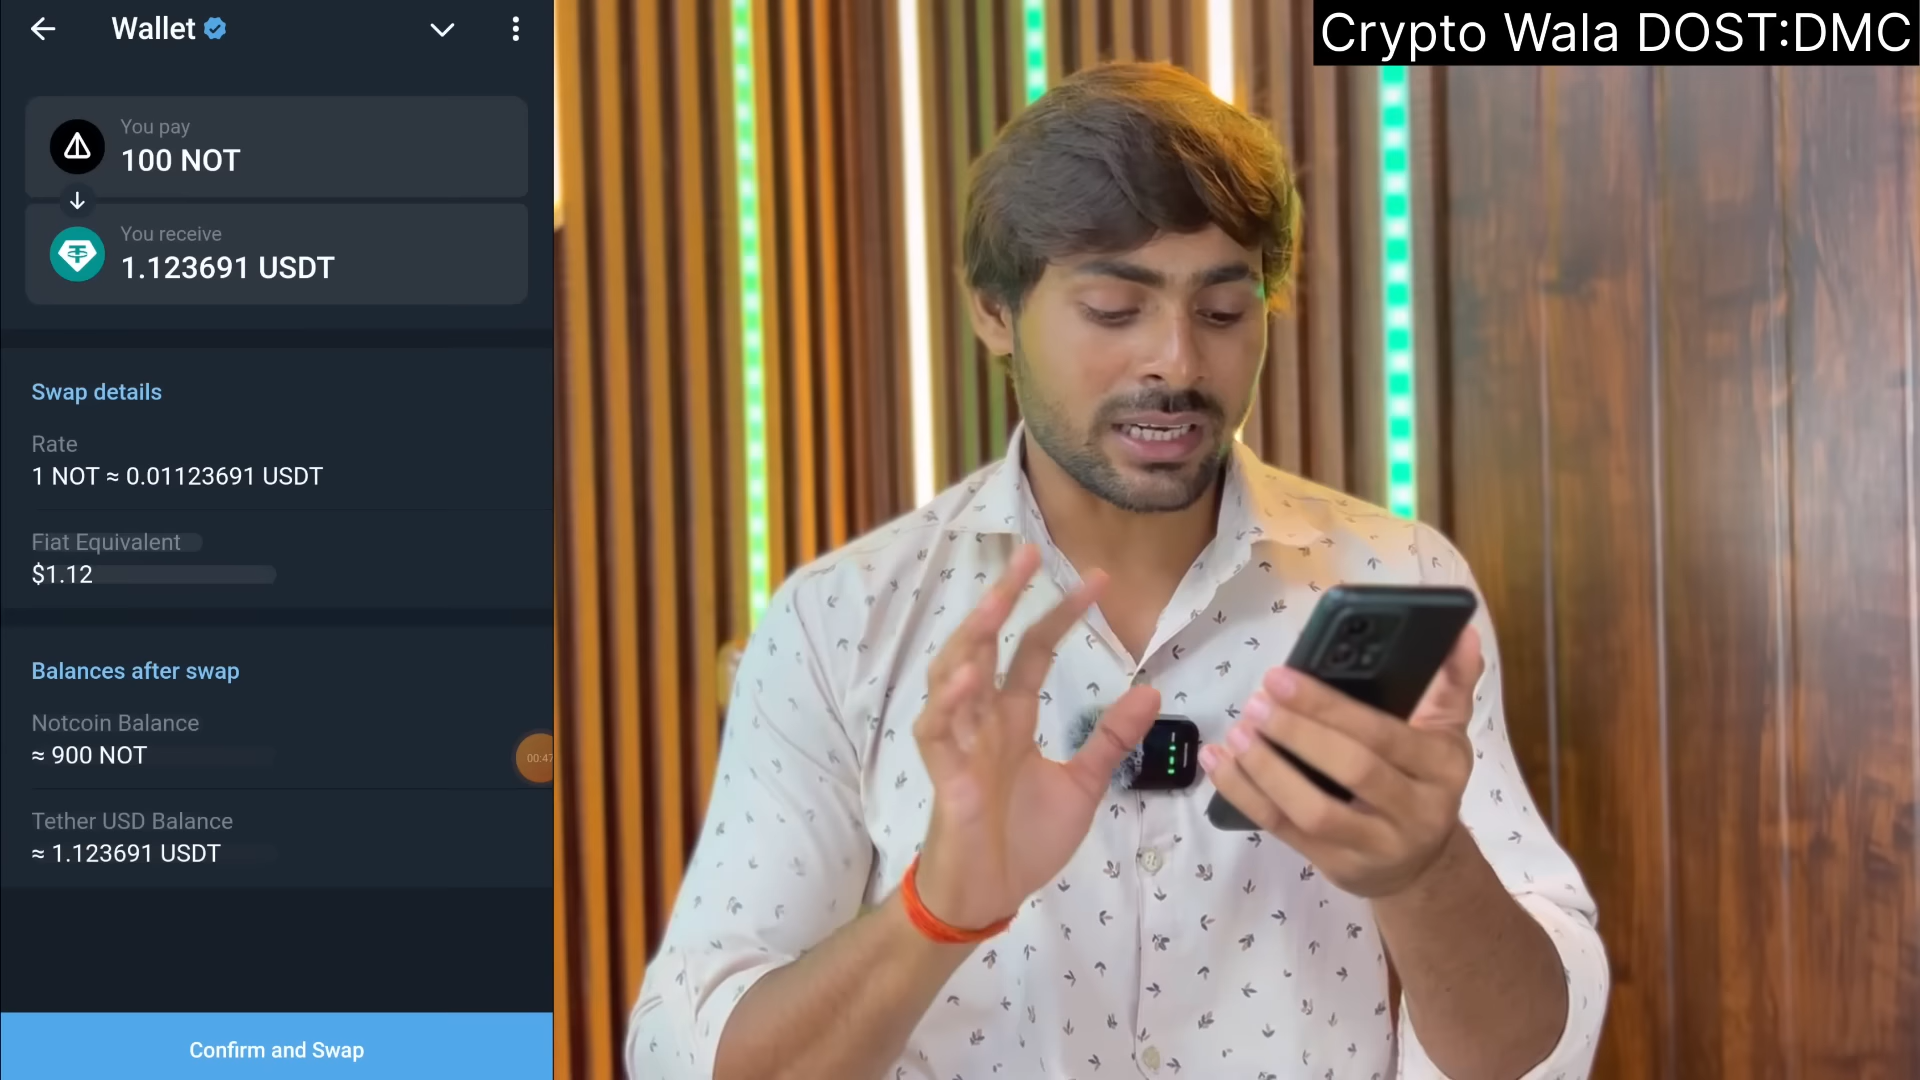 Wallet
You pay
100 NOT
You receive
1.123691 USDT
Swap details
Rate
1 NOT ≈ 0.01123691 USDT
Fiat Equivalent
$1.12
Balances after swap
Notcoin Balance
≈ 900 NOT
00:47
Tether USD Balance
≈ 1.123691 USDT
Confirm and Swap
Crypto Wala DOST:DMC